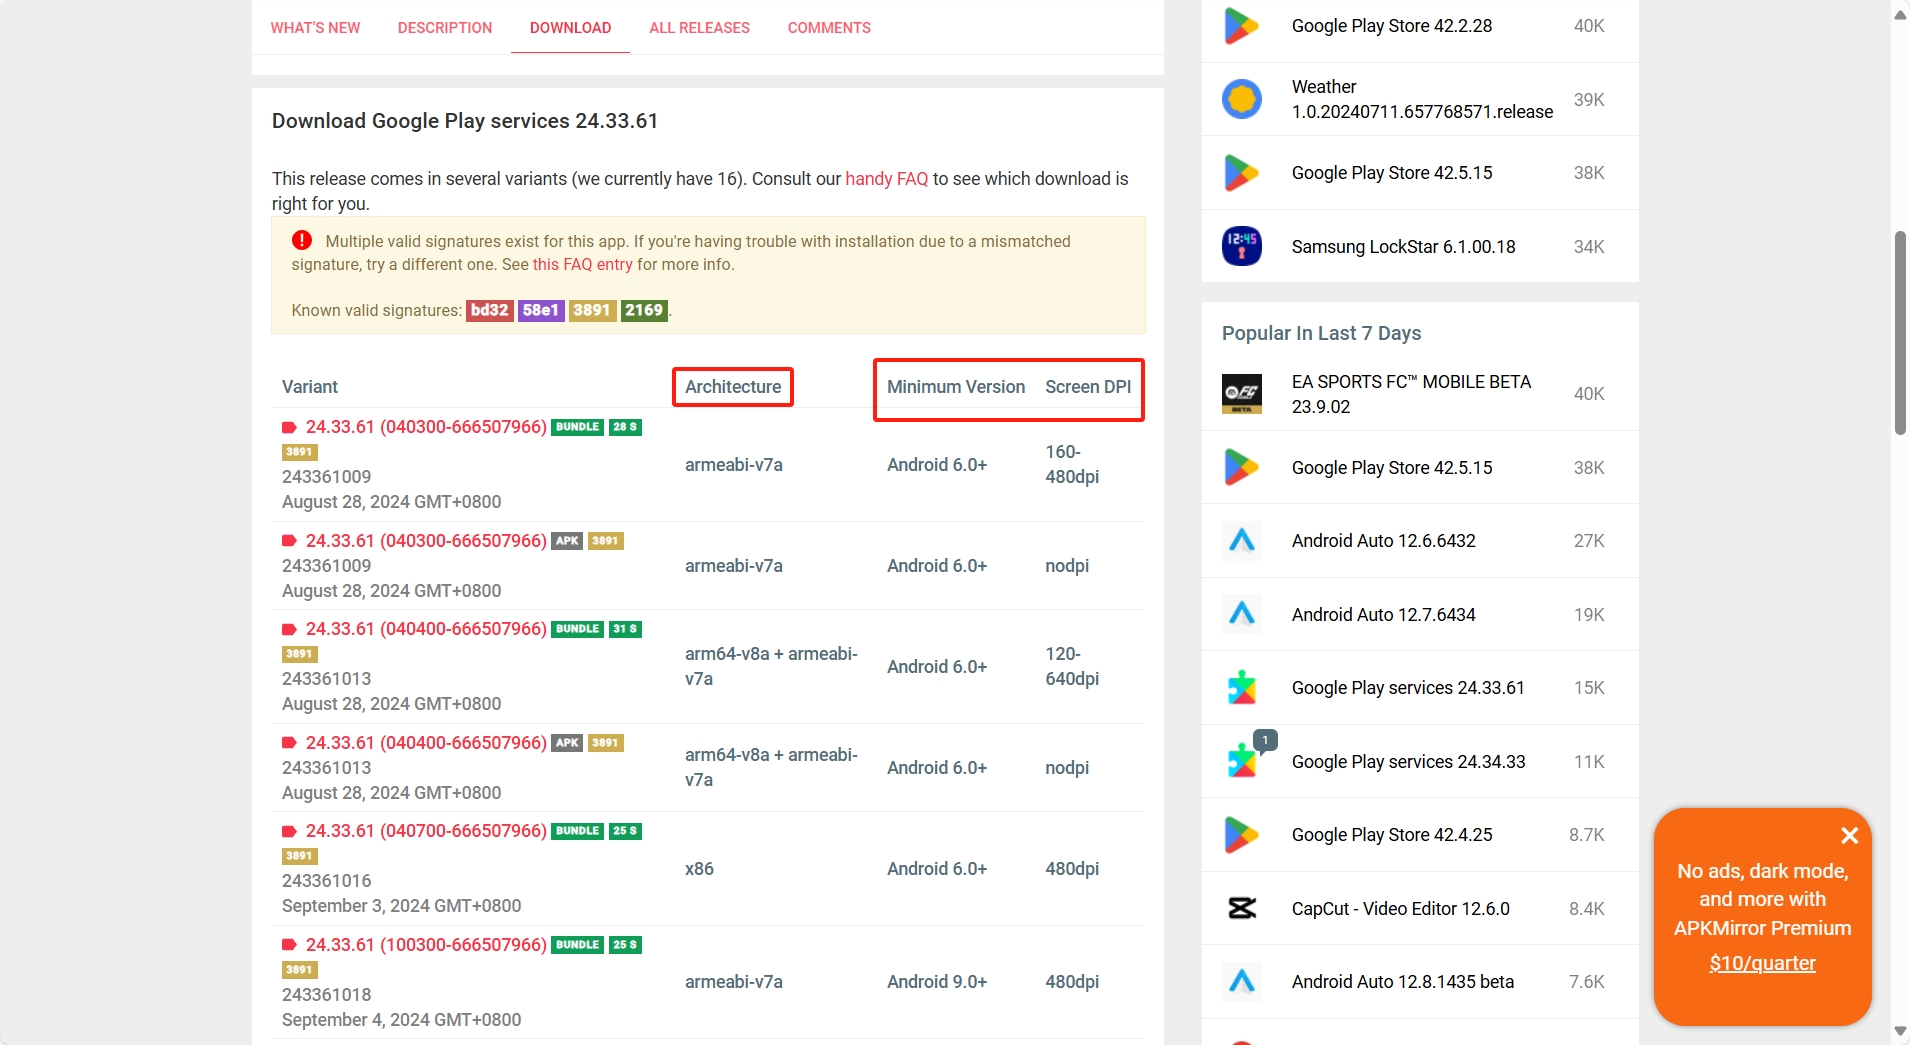 WHAT'S NEW
DESCRIPTION
DOWNLOAD
ALL RELEASES
COMMENTS
Download Google Play services 24.33.61
This release comes in several variants (we currently have 16). Consult our handy FAQ to see which download is
right for you.
Multiple valid signatures exist for this app. If you're having trouble with installation due to a mismatched
signature, try a different one. See this FAQ entry for more info.
Known valid signatures: bd32 58e1 3891 2169.
Variant Architecture Minimum Version Screen DPI
24.33.61 (040300-666507966) BUNDLE 28 S
3891
243361009
August 28, 2024 GMT+0800
armeabi-v7a
Android 6.0+
160-
480dpi
24.33.61 (040300-666507966) APK 3891
243361009
August 28, 2024 GMT+0800
armeabi-v7a
Android 6.0+
nodpi
24.33.61 (040400-666507966) BUNDLE 31 S
3891
243361013
August 28, 2024 GMT+0800
arm64-v8a + armeabi-
v7a
Android 6.0+
120-
640dpi
24.33.61 (040400-666507966) APK 3891
243361013
August 28, 2024 GMT+0800
arm64-v8a + armeabi-
v7a
Android 6.0+
nodpi
24.33.61 (040700-666507966) BUNDLE 25 S
3891
243361016
September 3, 2024 GMT+0800
x86
Android 6.0+
480dpi
24.33.61 (100300-666507966) BUNDLE 25 S
3891
243361018
September 4, 2024 GMT+0800
armeabi-v7a
Android 9.0+
480dpi
Google Play Store 42.2.28 40K
Weather
1.0.20240711.657768571.release
39K
Google Play Store 42.5.15 38K
12:45
Samsung LockStar 6.1.00.18 34K
Popular In Last 7 Days
FC
BETA
EA SPORTS FC™ MOBILE BETA
23.9.02
40K
Google Play Store 42.5.15 38K
Android Auto 12.6.6432 27K
Android Auto 12.7.6434 19K
Google Play services 24.33.61 15K
1
Google Play services 24.34.33 11K
Google Play Store 42.4.25 8.7K
CapCut - Video Editor 12.6.0 8.4K
Android Auto 12.8.1435 beta 7.6K
No ads, dark mode,
and more with
APKMirror Premium
$10/quarter